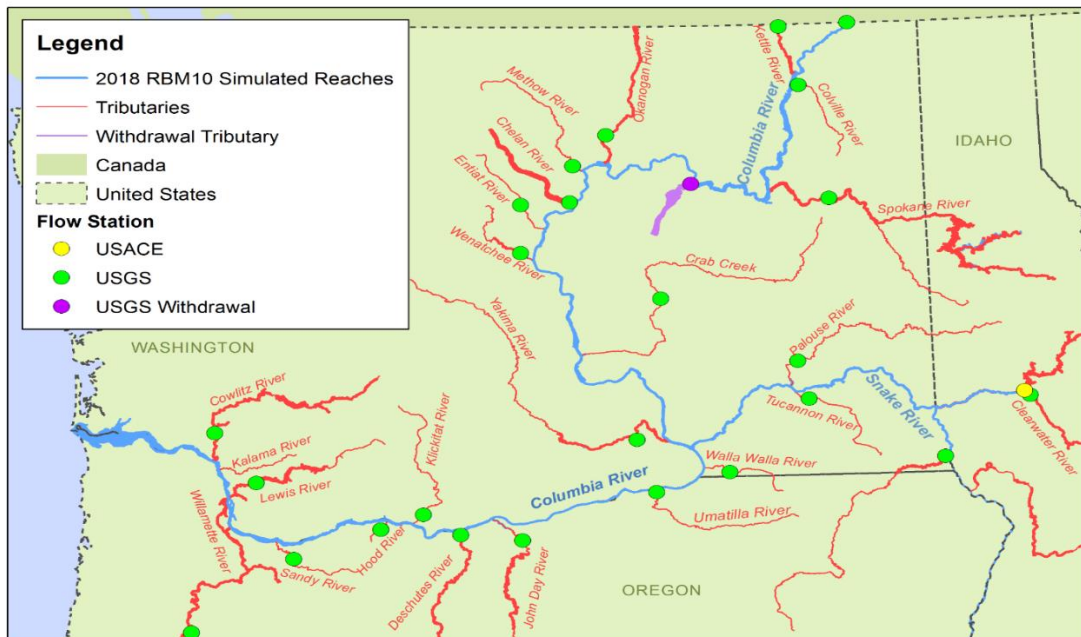 Legend
2018 RBM10 Simulated Reaches
Tributaries
Withdrawal Tributary
Canada
United States
Flow Station
USACE
USGS
USGS Withdrawal
Methow River
Okanogan River
Kettle River
Colville River
Columbia River
Chelan River
Entiat River
Wenatchee River
IDAHO
Spokane River
Crab Creek
Yakima River
WASHINGTON
Palouse River
Snake River
Tucannon River
Clearwater River
Cowlitz River
Klickitat River
Kalama River
Lewis River
Walla Walla River
Columbia River
Umatilla River
Willamette River
Hood River
Sandy River
Deschutes River
John Day River
OREGON